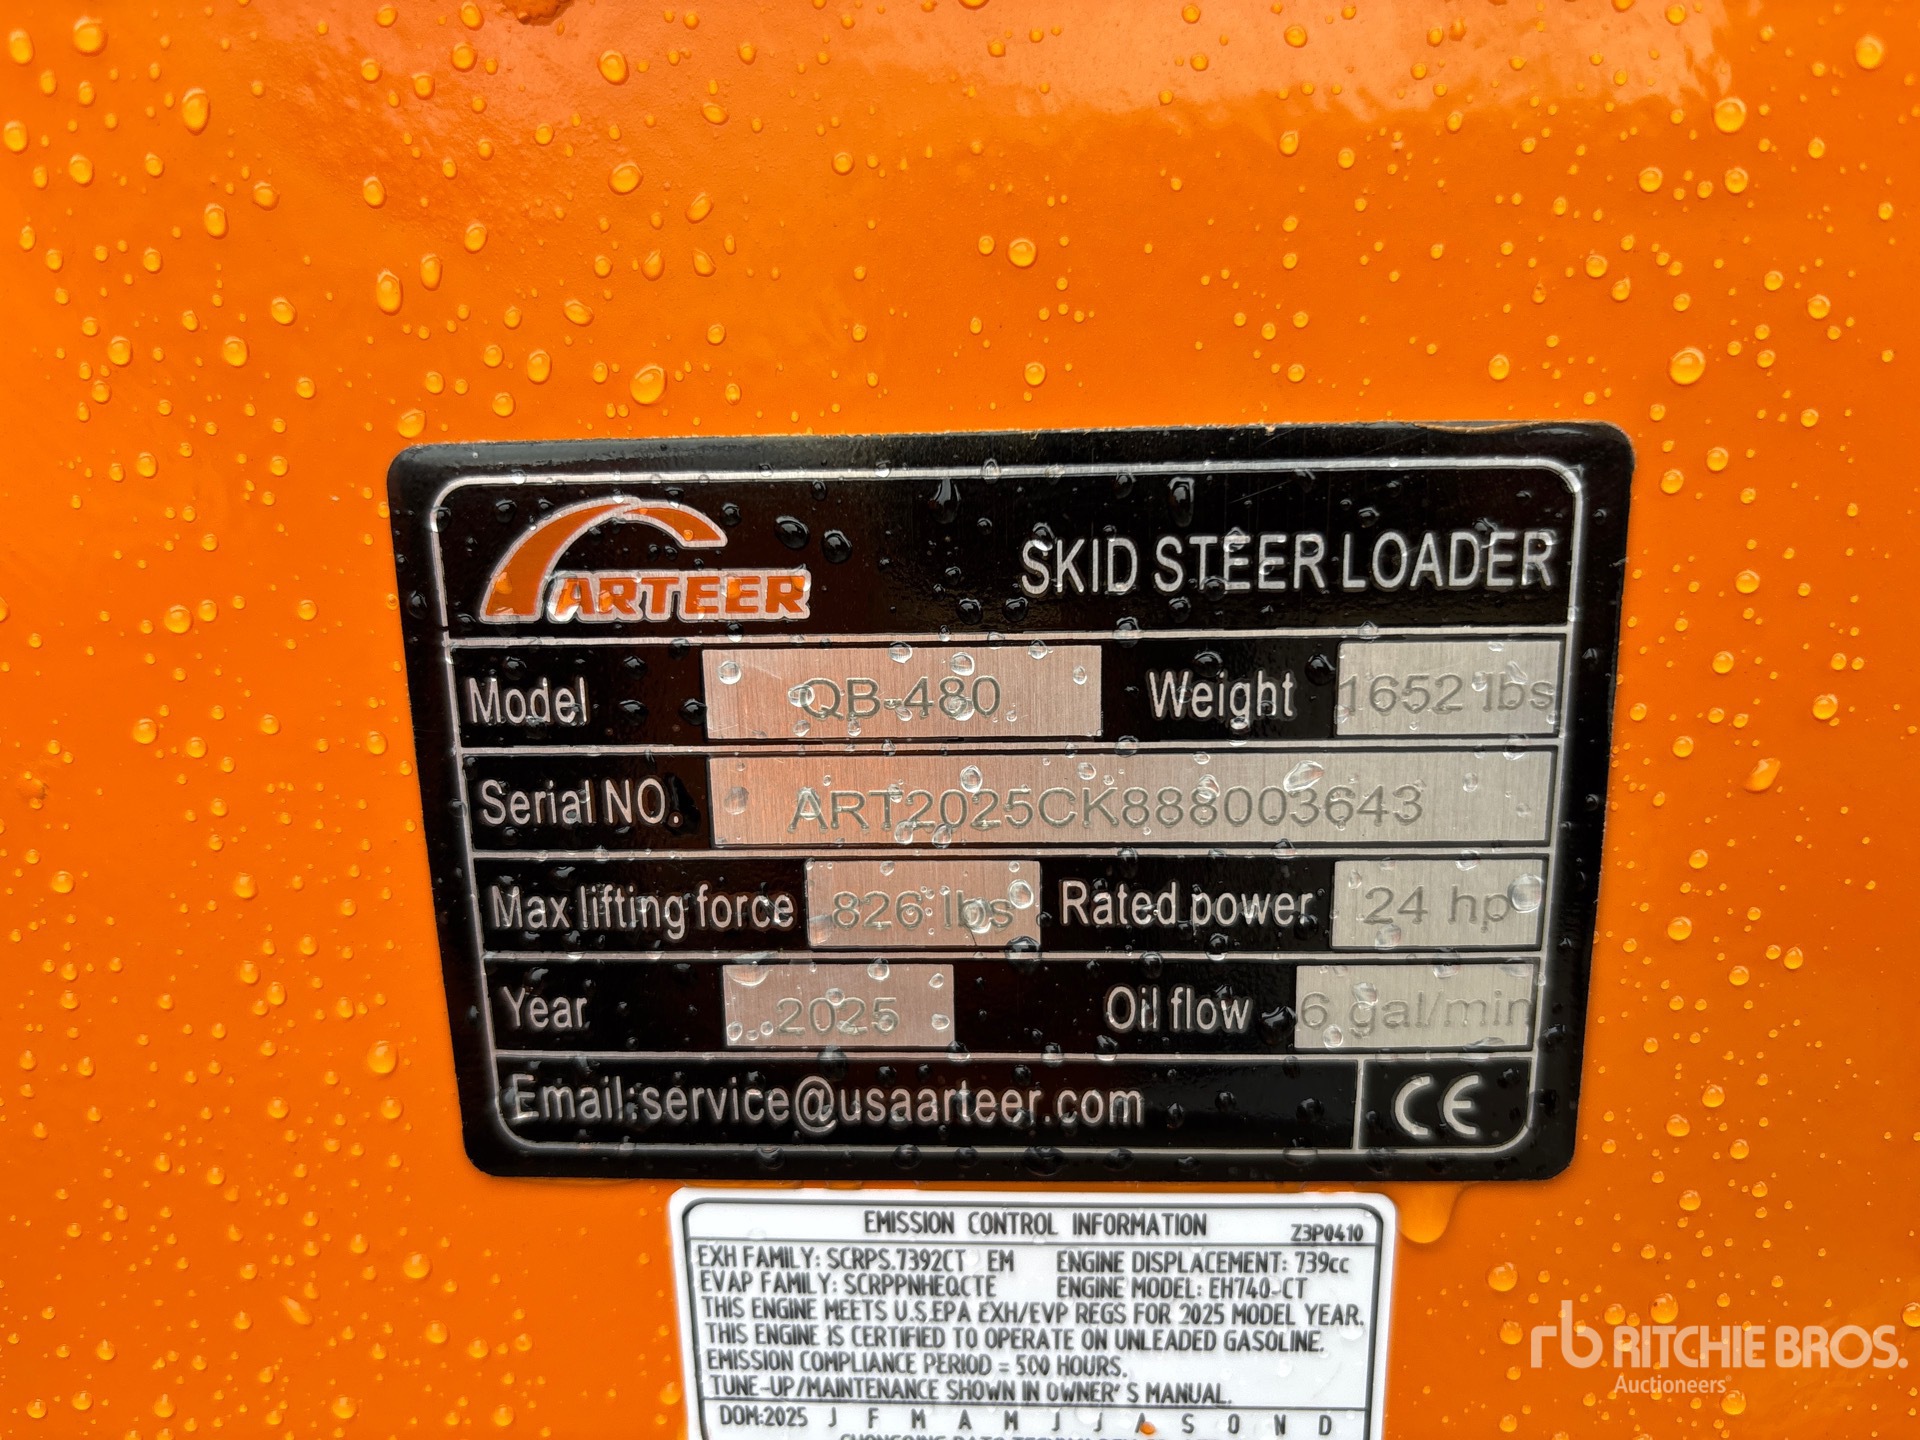 ARTEER SKID STEER LOADER
Model QB-480 Weight 1652 lbs
Serial NO. ART2025CK888003643
Max lifting force 826 lbs Rated power 24 hp
Year 2025 Oil flow 6 gal/min
Email:service@usaarteer.com CE
EMISSION CONTROL INFORMATION Z3P0410
EXH FAMILY: SCRPS.7392CT EM ENGINE DISPLACEMENT: 739cc
EVAP FAMILY: SCRPPNHEQCTE ENGINE MODEL: EH740-CT
THIS ENGINE MEETS U.S.EPA EXH/EVP REGS FOR 2025 MODEL YEAR.
THIS ENGINE IS CERTIFIED TO OPERATE ON UNLEADED GASOLINE.
EMISSION COMPLIANCE PERIOD = 500 HOURS.
TUNE-UP/MAINTENANCE SHOWN IN OWNER'S MANUAL.
DOM:2025 J F M A M J J A S O N D
rb RITCHIE BROS.
Auctioneers